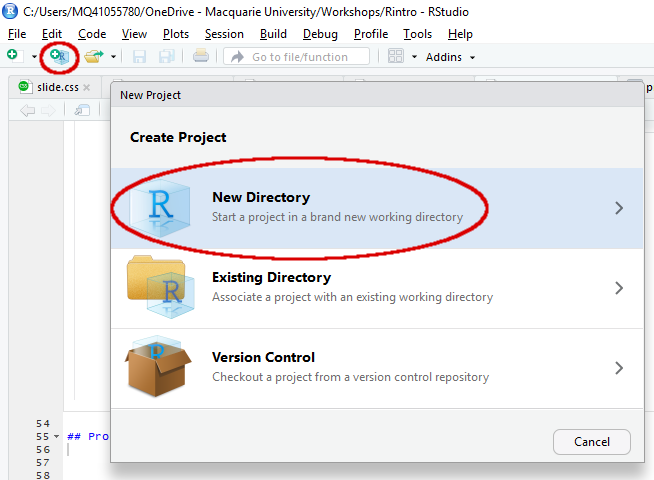 C:/Users/MQ41055780/OneDrive - Macquarie University/Workshops/Rintro - RStudio
File Edit Code View Plots Session Build Debug Profile Tools Help
Go to file/function Addins
slide.css
New Project
Create Project
R
New Directory
Start a project in a brand new working directory
R
Existing Directory
Associate a project with an existing working directory
R
Version Control
Checkout a project from a version control repository
54
55 ## Pro
56
57
58
Cancel